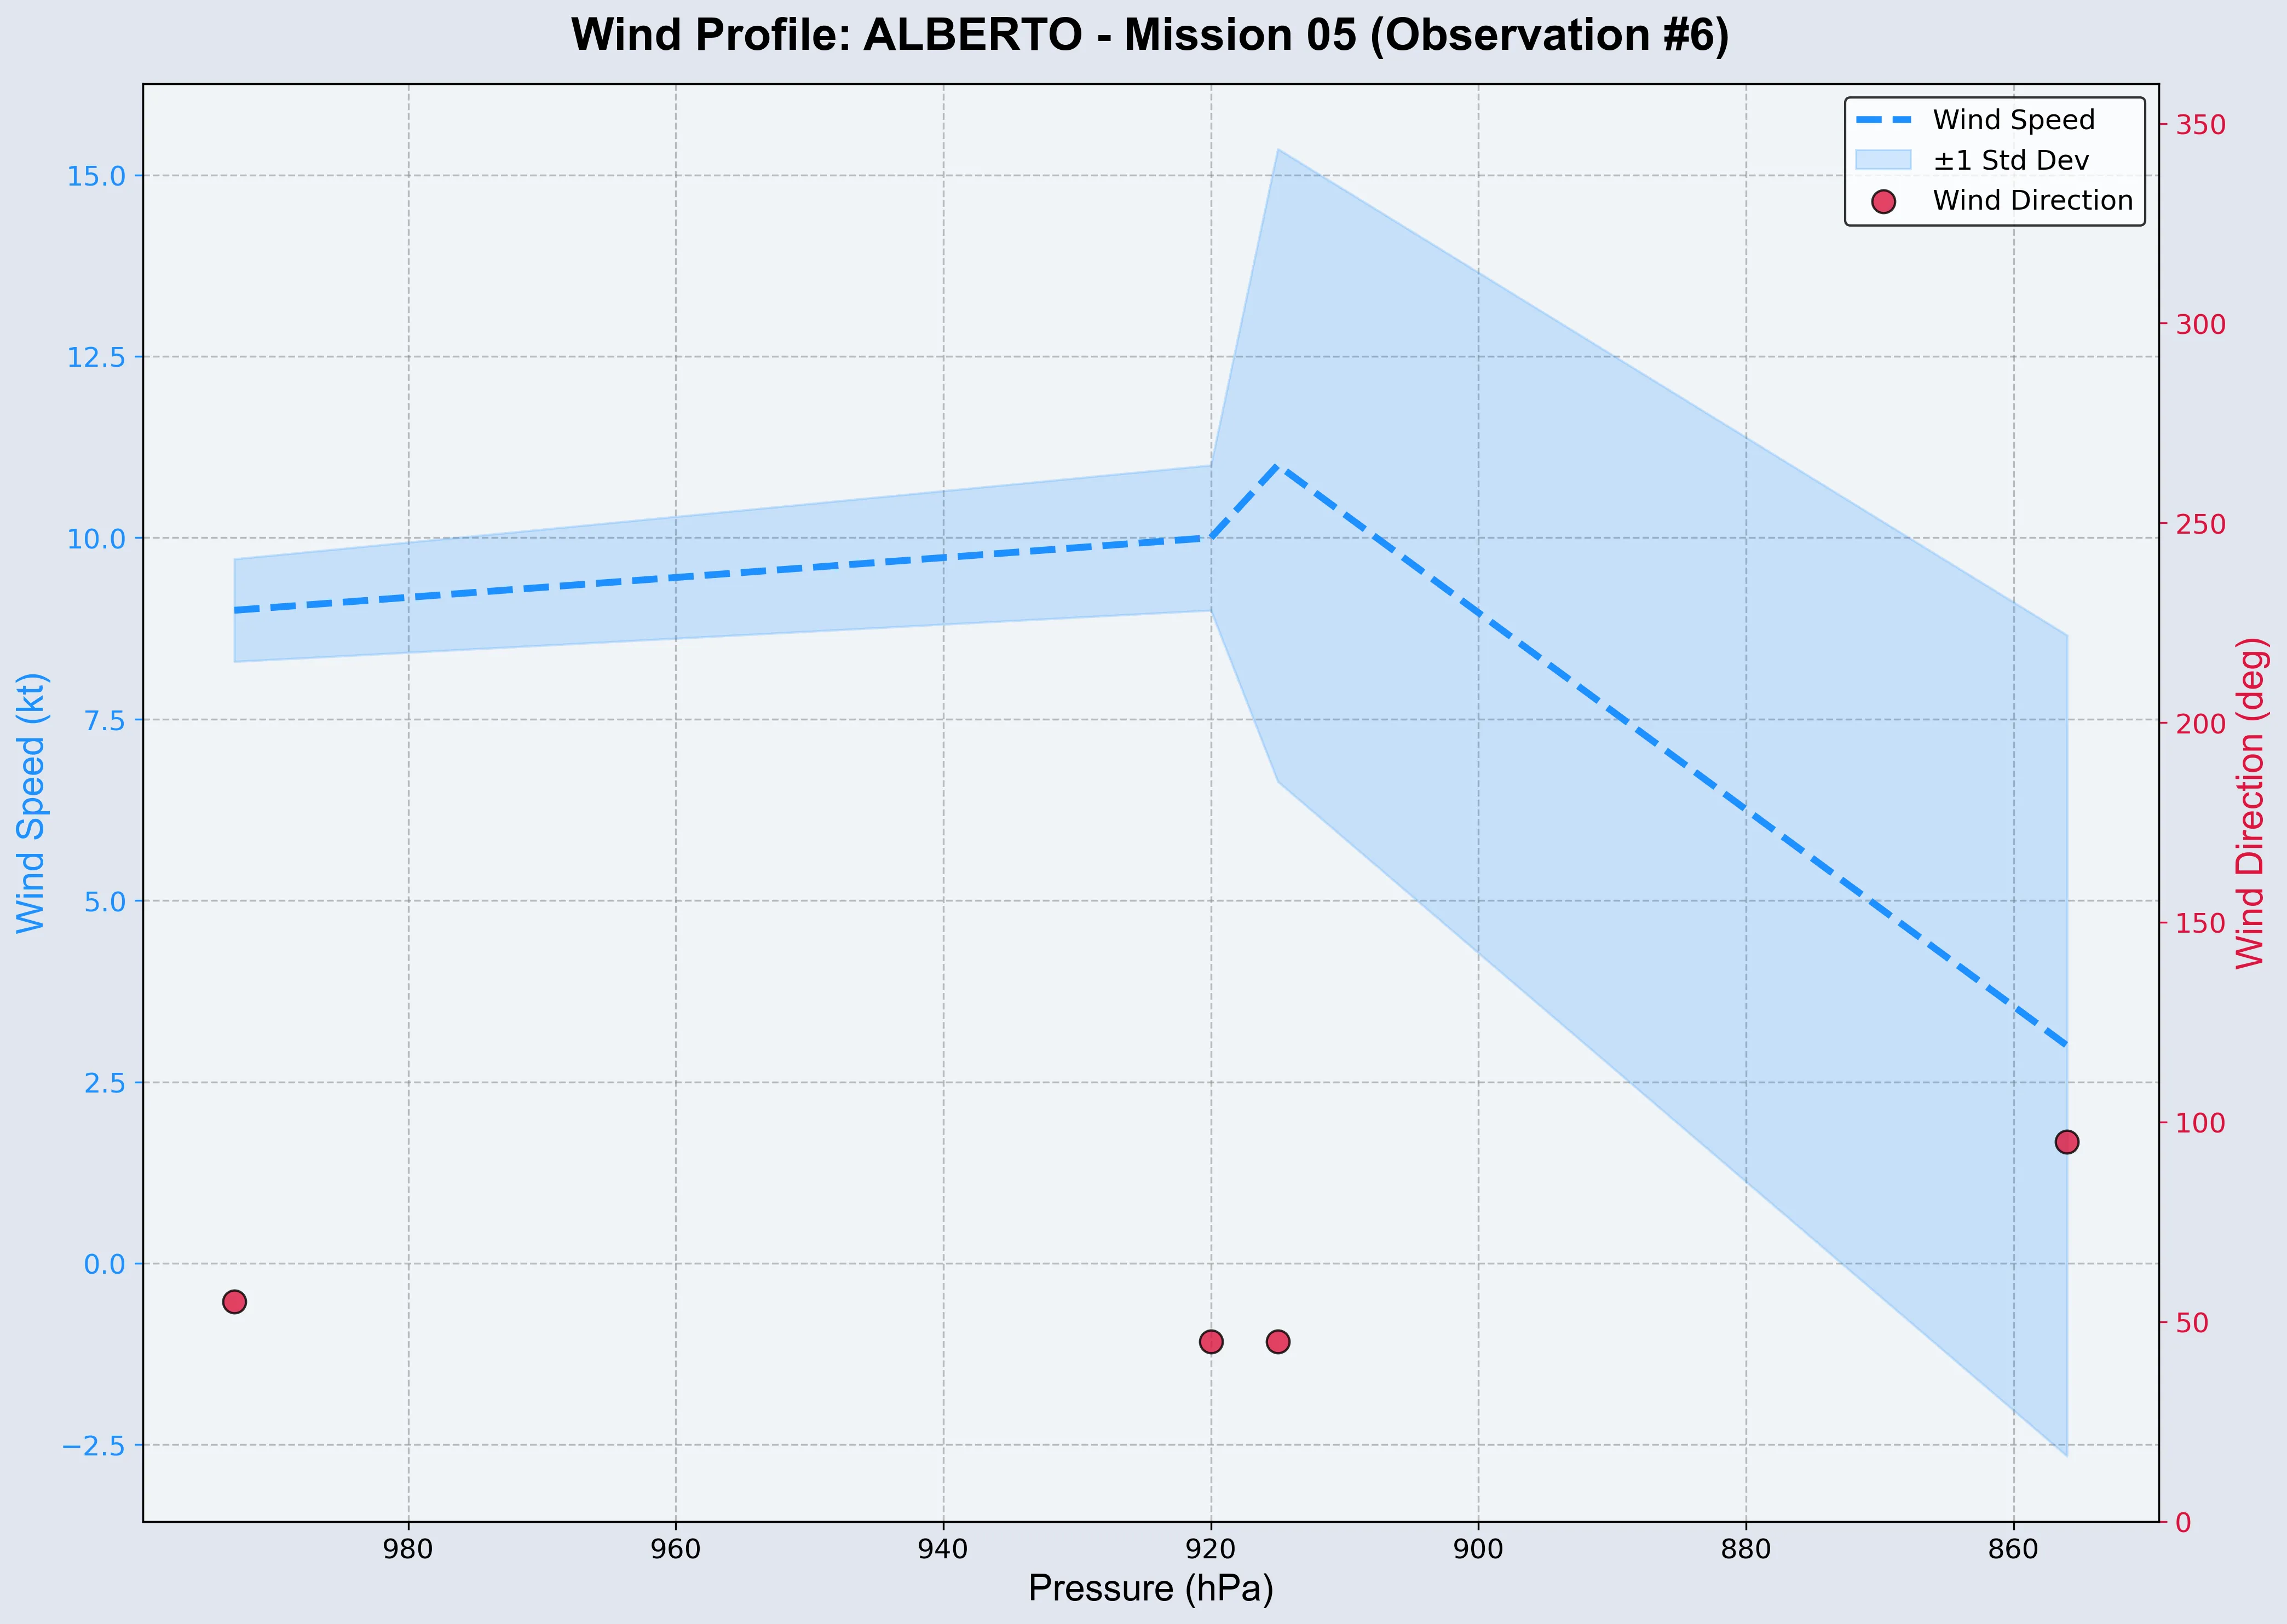 Wind Profile: ALBERTO - Mission 05 (Observation #6)
Wind Speed
±1 Std Dev
Wind Direction
15.0
12.5
10.0
7.5
5.0
2.5
0.0
−2.5
Wind Speed (kt)
350
300
250
200
150
100
50
0
Wind Direction (deg)
980 960 940 920 900 880 860
Pressure (hPa)